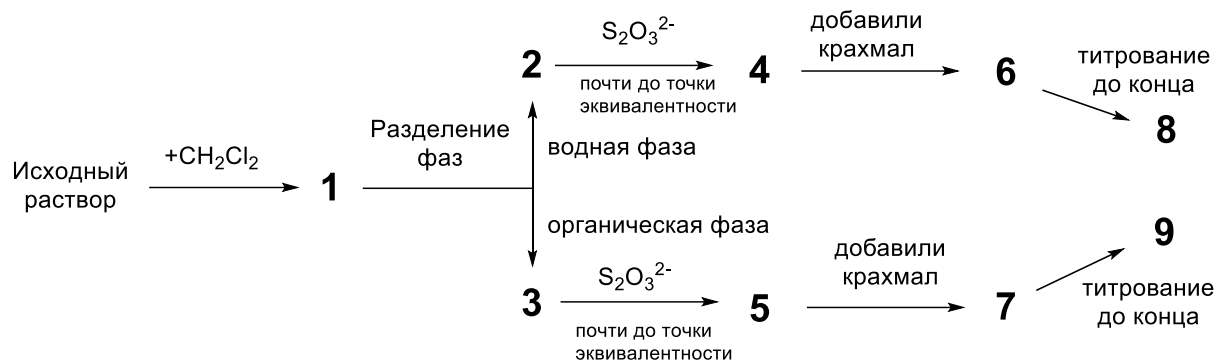 Исходный
раствор
+CH₂Cl₂
1
Разделение
фаз
2
водная фаза
органическая фаза
3
S₂O₃²⁻
почти до точки
эквивалентности
4
добавили
крахмал
6
титрование
до конца
8
S₂O₃²⁻
почти до точки
эквивалентности
5
добавили
крахмал
7
9
титрование
до конца